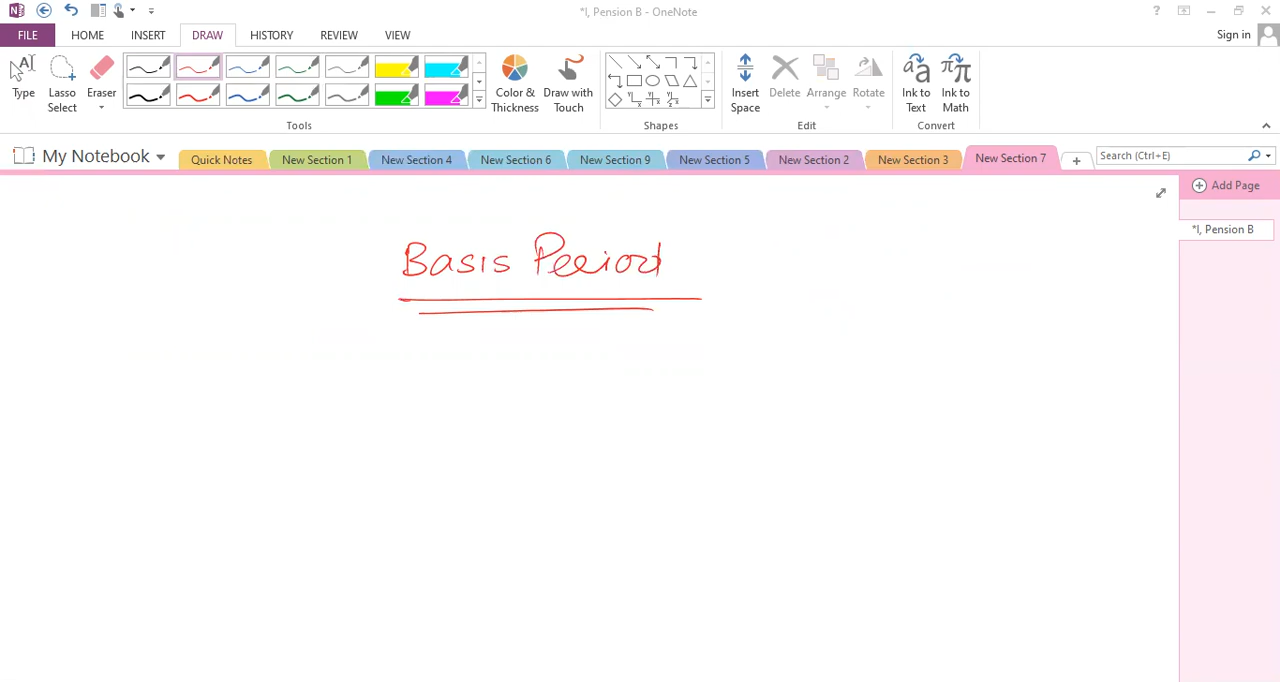 *I, Pension B - OneNote
?
FILE HOME INSERT DRAW HISTORY REVIEW VIEW Sign in
Type Lasso Select Eraser Color & Thickness Draw with Touch Insert Space Delete Arrange Rotate Ink to Text Ink to Math
Tools Shapes Edit Convert
My Notebook Quick Notes New Section 1 New Section 4 New Section 6 New Section 9 New Section 5 New Section 2 New Section 3 New Section 7 + Search (Ctrl+E)
Add Page
*I, Pension B
Basis Period